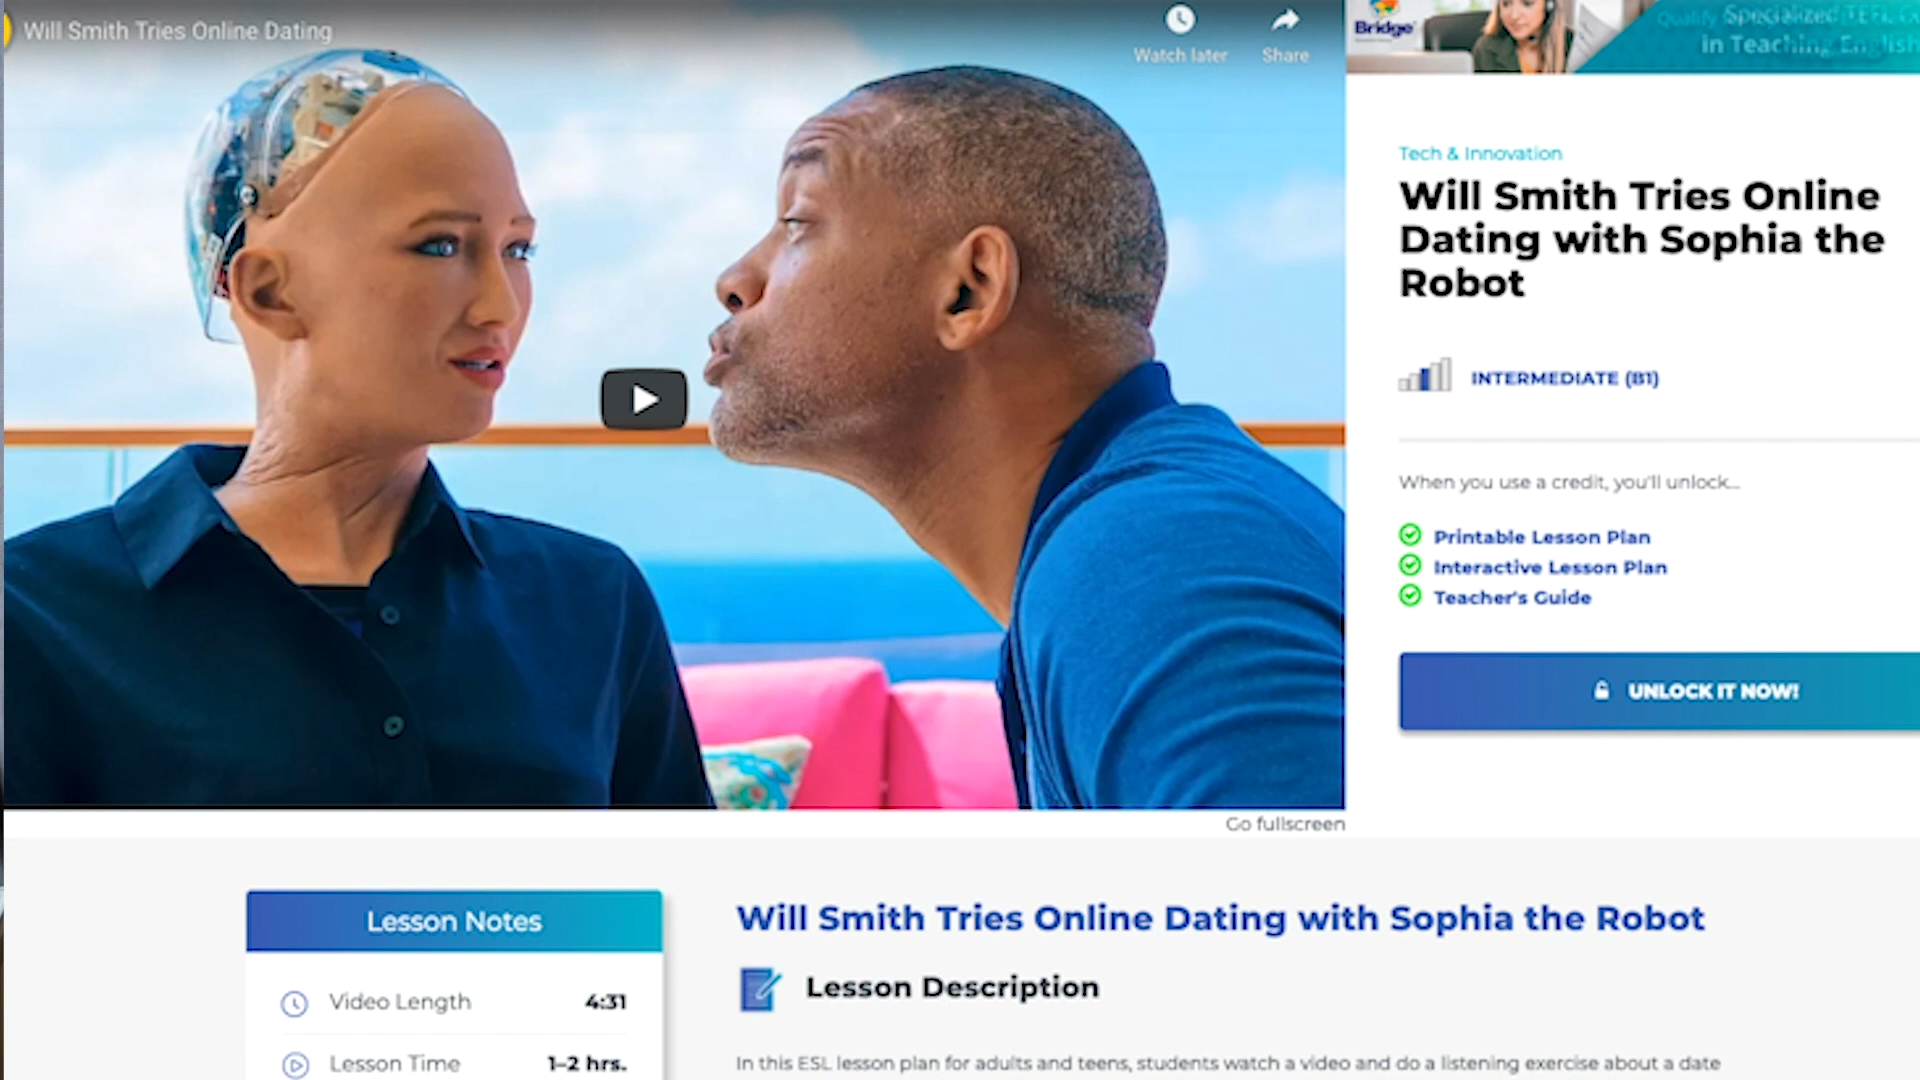 Will Smith Tries Online Dating
Watch later
Share
Bridge
Specialized TEFL
in Teaching English
Tech & Innovation
Will Smith Tries Online
Dating with Sophia the
Robot
INTERMEDIATE (B1)
When you use a credit, you'll unlock...
Printable Lesson Plan
Interactive Lesson Plan
Teacher's Guide
UNLOCK IT NOW!
Go fullscreen
Lesson Notes
Video Length 4:31
Lesson Time 1-2 hrs.
Will Smith Tries Online Dating with Sophia the Robot
Lesson Description
In this ESL lesson plan for adults and teens, students watch a video and do a listening exercise about a date